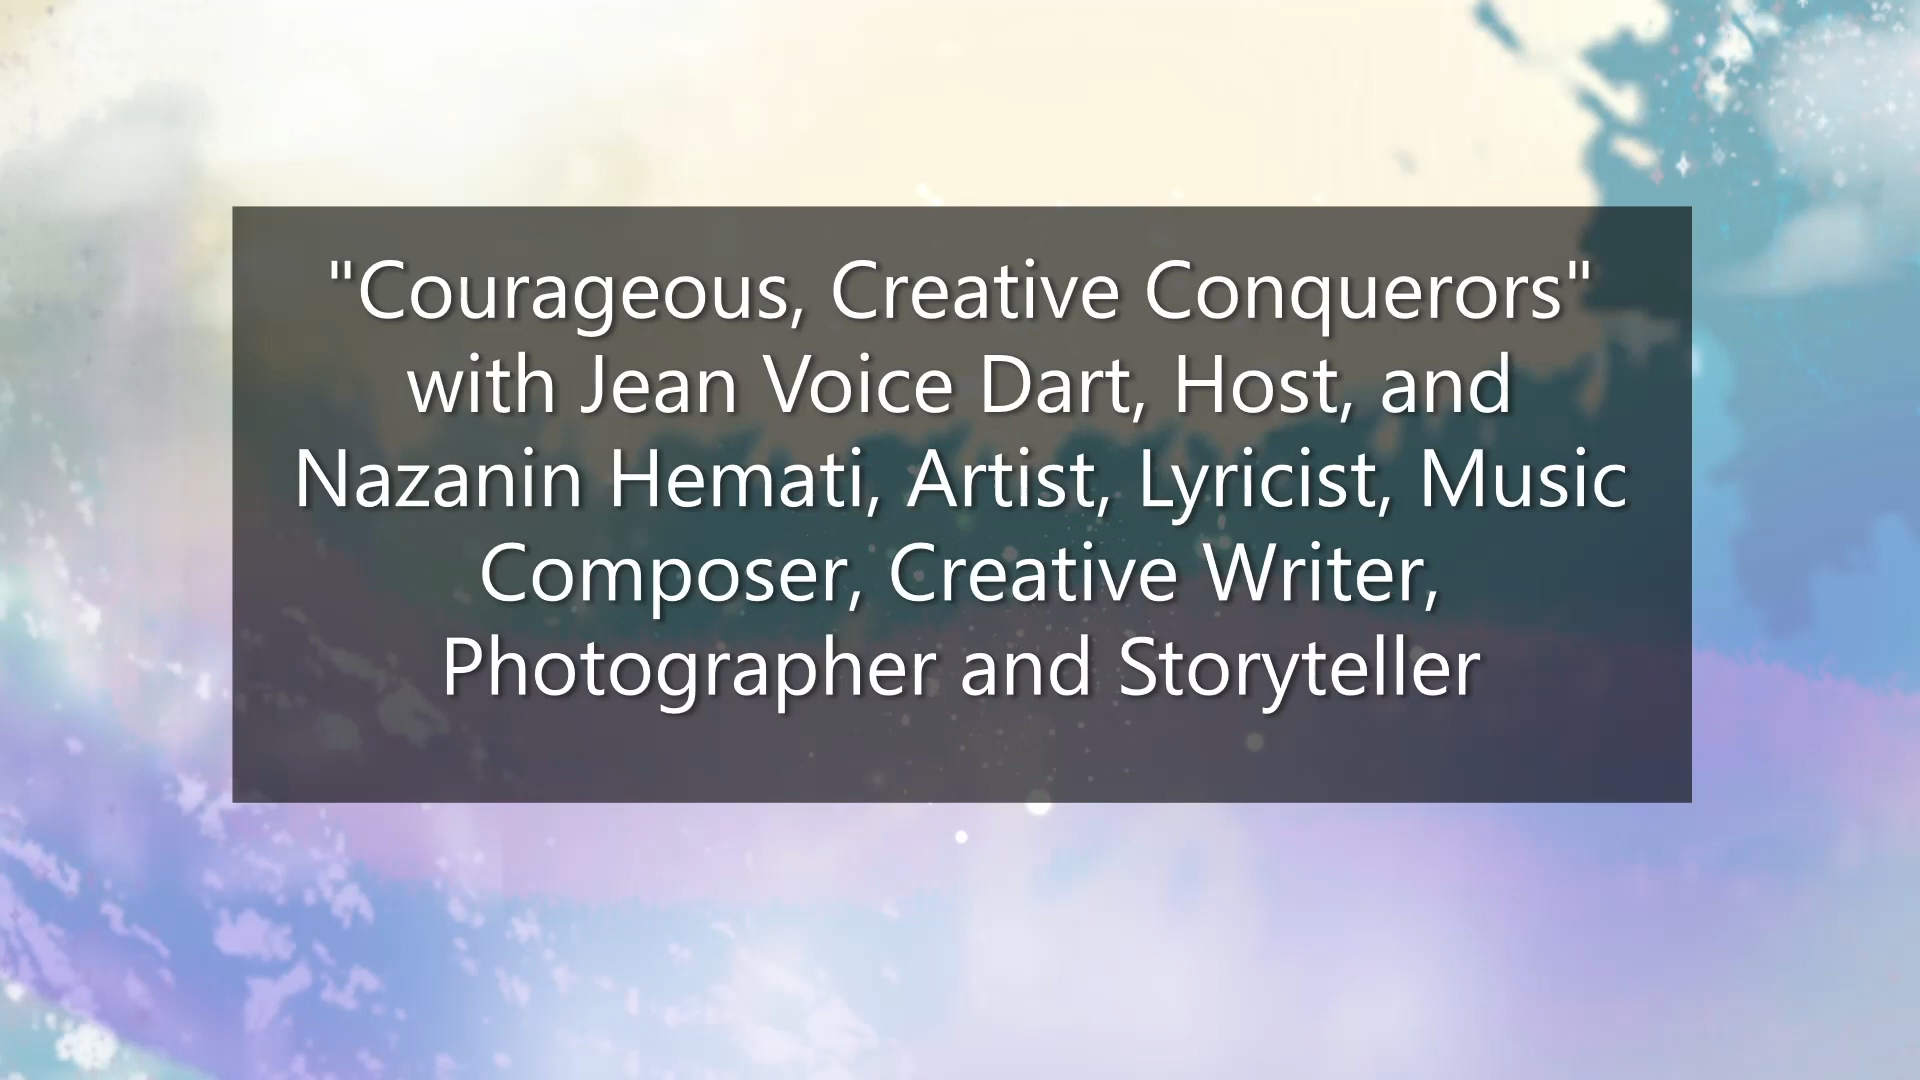 "Courageous, Creative Conquerors"
with Jean Voice Dart, Host, and
Nazanin Hemati, Artist, Lyricist, Music
Composer, Creative Writer,
Photographer and Storyteller